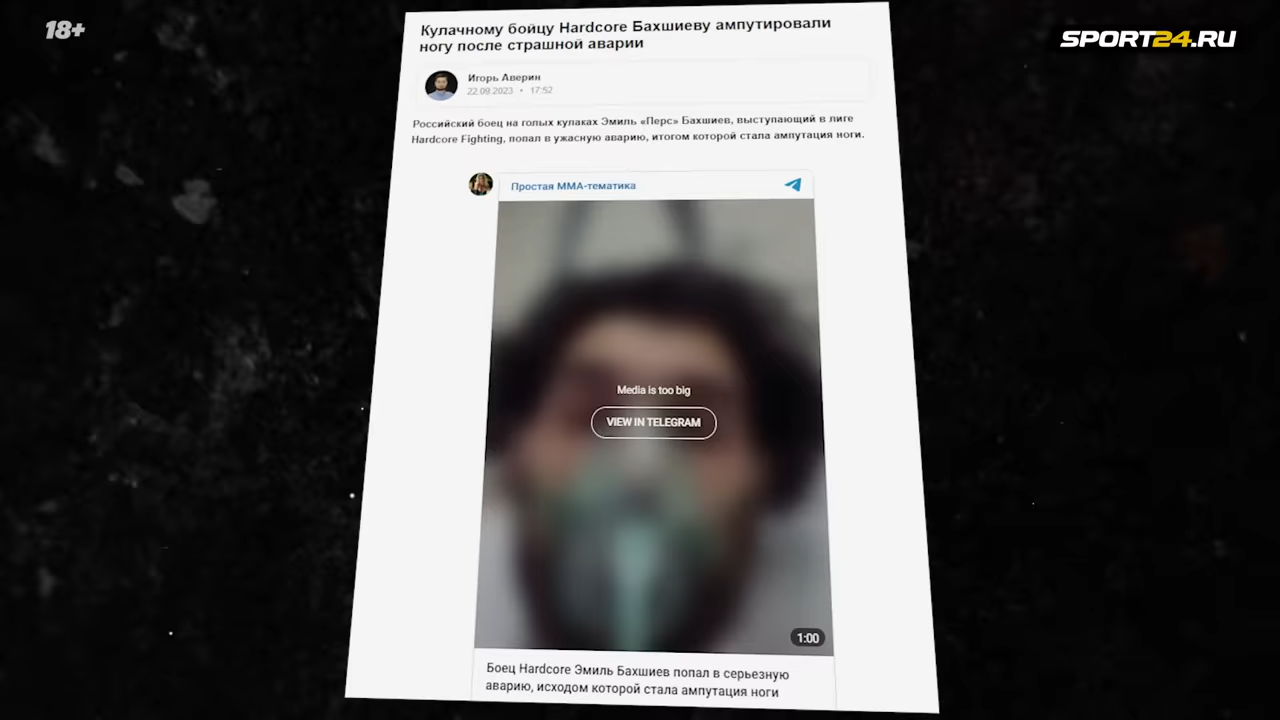 18+
SPORT24.RU
Кулачному бойцу Hardcore Бахшиеву ампутировали
ногу после страшной аварии
Игорь Аверин
22.09.2023 • 17:52
Российский боец на голых кулаках Эмиль «Перс» Бахшиев, выступающий в лиге
Hardcore Fighting, попал в ужасную аварию, итогом которой стала ампутация ноги.
Простая ММА-тематика
Media is too big
VIEW IN TELEGRAM
1:00
Боец Hardcore Эмиль Бахшиев попал в серьезную
аварию, исходом которой стала ампутация ноги